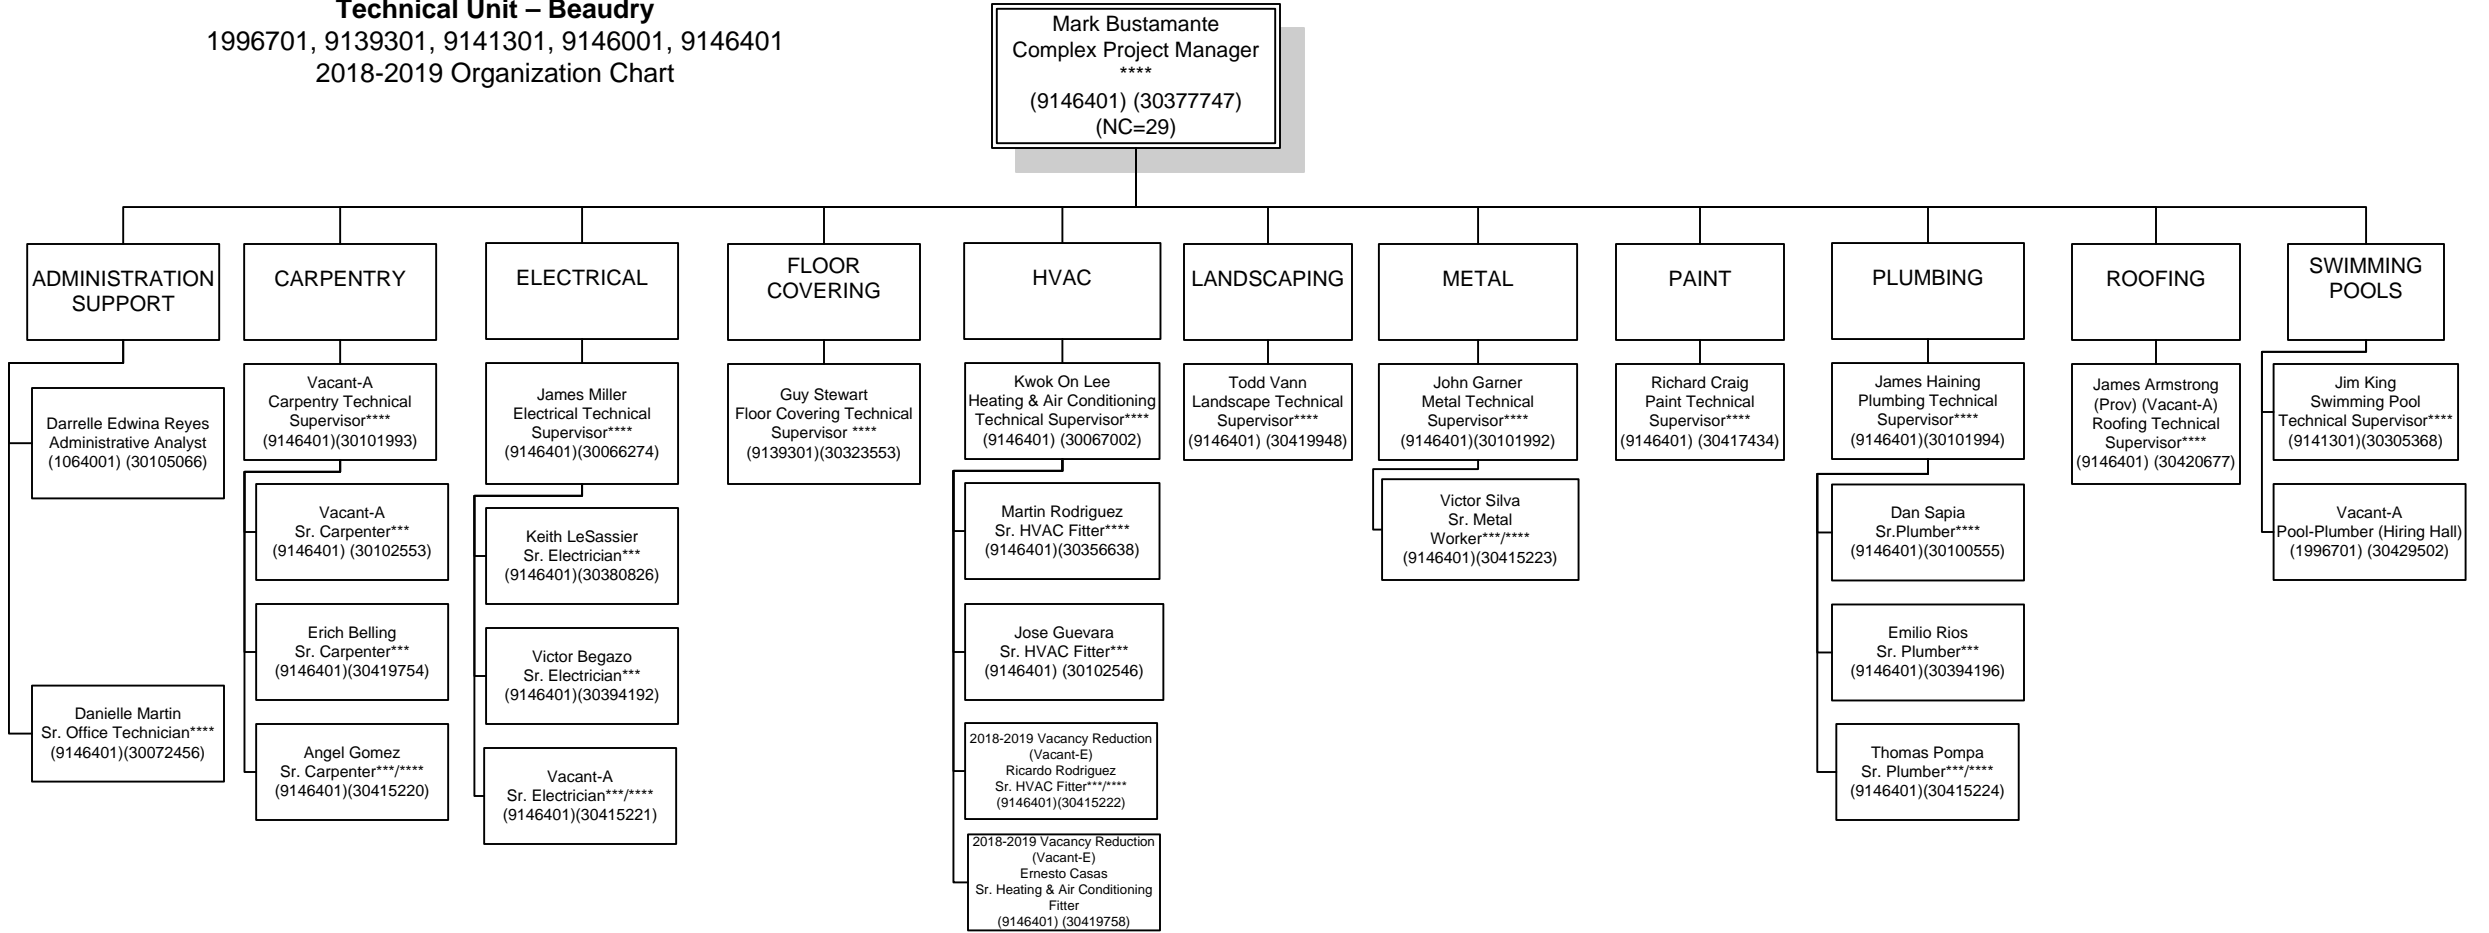 Technical Unit – Beaudry
1996701, 9139301, 9141301, 9146001, 9146401
2018-2019 Organization Chart
Mark Bustamante
Complex Project Manager
****
(9146401) (30377747)
(NC=29)
ADMINISTRATION
SUPPORT
Darrelle Edwina Reyes
Administrative Analyst
(1064001) (30105066)
Danielle Martin
Sr. Office Technician****
(9146401)(30072456)
CARPENTRY
Vacant-A
Carpentry Technical
Supervisor****
(9146401)(30101993)
Vacant-A
Sr. Carpenter***
(9146401) (30102553)
Erich Belling
Sr. Carpenter***
(9146401)(30419754)
Angel Gomez
Sr. Carpenter***/****
(9146401)(30415220)
ELECTRICAL
James Miller
Electrical Technical
Supervisor****
(9146401)(30066274)
Keith LeSassier
Sr. Electrician***
(9146401)(30380826)
Victor Begazo
Sr. Electrician***
(9146401)(30394192)
Vacant-A
Sr. Electrician***/****
(9146401)(30415221)
FLOOR
COVERING
Guy Stewart
Floor Covering Technical
Supervisor ****
(9139301)(30323553)
HVAC
Kwok On Lee
Heating & Air Conditioning
Technical Supervisor****
(9146401) (30067002)
Martin Rodriguez
Sr. HVAC Fitter****
(9146401)(30356638)
Jose Guevara
Sr. HVAC Fitter***
(9146401) (30102546)
2018-2019 Vacancy Reduction
(Vacant-E)
Ricardo Rodriguez
Sr. HVAC Fitter***/****
(9146401)(30415222)
2018-2019 Vacancy Reduction
(Vacant-E)
Ernesto Casas
Sr. Heating & Air Conditioning
Fitter
(9146401) (30419758)
LANDSCAPING
Todd Vann
Landscape Technical
Supervisor****
(9146401) (30419948)
METAL
John Garner
Metal Technical
Supervisor****
(9146401)(30101992)
Victor Silva
Sr. Metal
Worker***/****
(9146401)(30415223)
PAINT
Richard Craig
Paint Technical
Supervisor****
(9146401) (30417434)
PLUMBING
James Haining
Plumbing Technical
Supervisor****
(9146401)(30101994)
Dan Sapia
Sr.Plumber****
(9146401)(30100555)
Emilio Rios
Sr. Plumber***
(9146401)(30394196)
Thomas Pompa
Sr. Plumber***/****
(9146401)(30415224)
ROOFING
James Armstrong
(Prov) (Vacant-A)
Roofing Technical
Supervisor****
(9146401) (30420677)
SWIMMING
POOLS
Jim King
Swimming Pool
Technical Supervisor****
(9141301)(30305368)
Vacant-A
Pool-Plumber (Hiring Hall)
(1996701) (30429502)